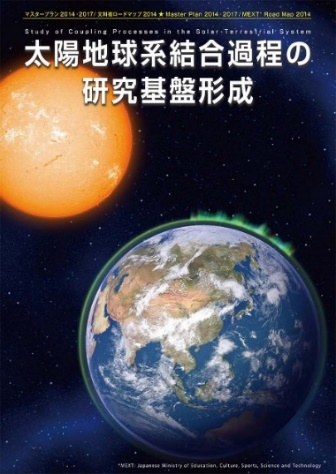 マスタープラン2014・2017/文科省ロードマップ2014★Master Plan 2014・2017/MEXT* Road Map 2014
Study of Coupling Processes in the Solar-Terrestrial System
太陽地球系結合過程の
研究基盤形成
*MEXT: Japanese Ministry of Education, Culture, Sports, Science and Technology